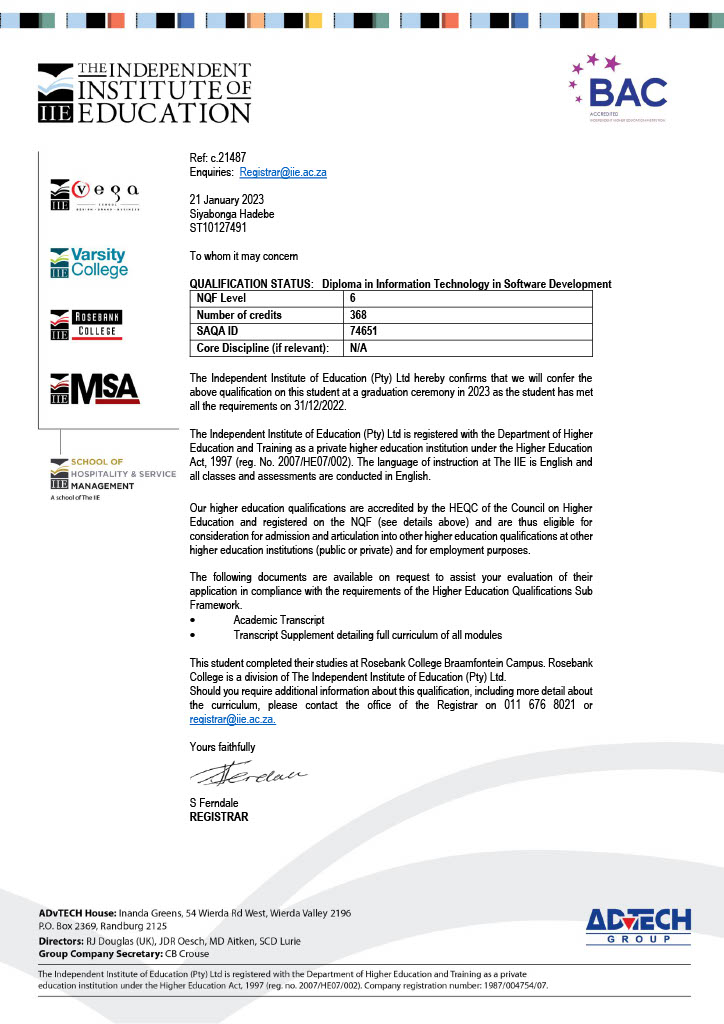 THE INDEPENDENT
INSTITUTE OF
IIE EDUCATION
BAC
ACCREDITED
INDEPENDENT HIGHER EDUCATION INSTITUTION
Ref: c.21487
Enquiries: Registrar@iie.ac.za
21 January 2023
Siyabonga Hadebe
ST10127491
To whom it may concern
QUALIFICATION STATUS: Diploma in Information Technology in Software Development
NQF Level 6
Number of credits 368
SAQA ID 74651
Core Discipline (if relevant): N/A
The Independent Institute of Education (Pty) Ltd hereby confirms that we will confer the
above qualification on this student at a graduation ceremony in 2023 as the student has met
all the requirements on 31/12/2022.
The Independent Institute of Education (Pty) Ltd is registered with the Department of Higher
Education and Training as a private higher education institution under the Higher Education
Act, 1997 (reg. No. 2007/HE07/002). The language of instruction at The IIE is English and
all classes and assessments are conducted in English.
Our higher education qualifications are accredited by the HEQC of the Council on Higher
Education and registered on the NQF (see details above) and are thus eligible for
consideration for admission and articulation into other higher education qualifications at other
higher education institutions (public or private) and for employment purposes.
The following documents are available on request to assist your evaluation of their
application in compliance with the requirements of the Higher Education Qualifications Sub
Framework.
• Academic Transcript
• Transcript Supplement detailing full curriculum of all modules
This student completed their studies at Rosebank College Braamfontein Campus. Rosebank
College is a division of The Independent Institute of Education (Pty) Ltd.
Should you require additional information about this qualification, including more detail about
the curriculum, please contact the office of the Registrar on 011 676 8021 or
registrar@iie.ac.za.
Yours faithfully
S Ferndale
REGISTRAR
IIE vega
SCHOOL
DESIGN · BRAND · BUSINESS
Varsity
IIE College
ROSEBANK
IIE COLLEGE
IIE MSA
SCHOOL OF
HOSPITALITY & SERVICE
IIE MANAGEMENT
A school of The IIE
ADvTECH House: Inanda Greens, 54 Wierda Rd West, Wierda Valley 2196
P.O. Box 2369, Randburg 2125
Directors: RJ Douglas (UK), JDR Oesch, MD Aitken, SCD Lurie
Group Company Secretary: CB Crouse
ADvTECH
GROUP
The Independent Institute of Education (Pty) Ltd is registered with the Department of Higher Education and Training as a private
education institution under the Higher Education Act, 1997 (reg. no. 2007/HE07/002). Company registration number: 1987/004754/07.